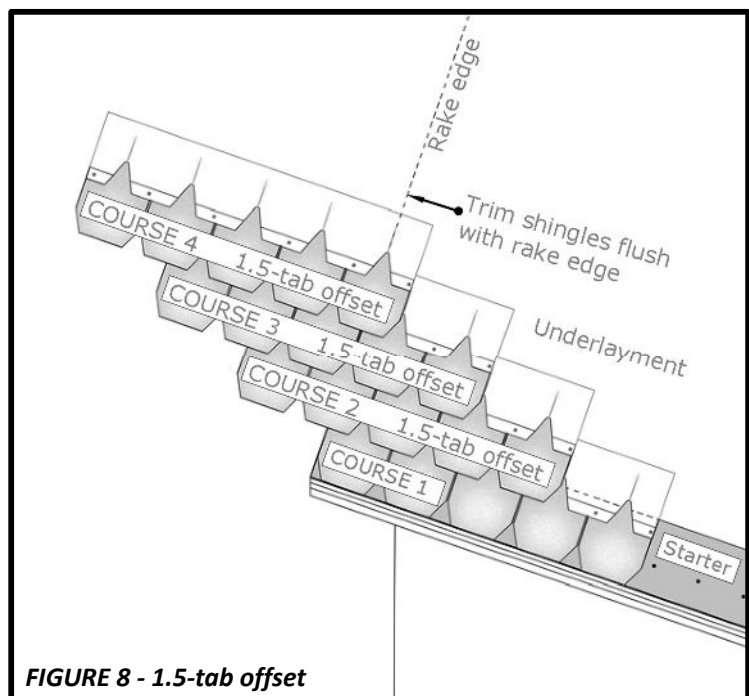 Rake edge
Trim shingles flush
with rake edge
Underlayment
COURSE 4 1.5-tab offset
COURSE 3 1.5-tab offset
COURSE 2 1.5-tab offset
COURSE 1
Starter
FIGURE 8 - 1.5-tab offset